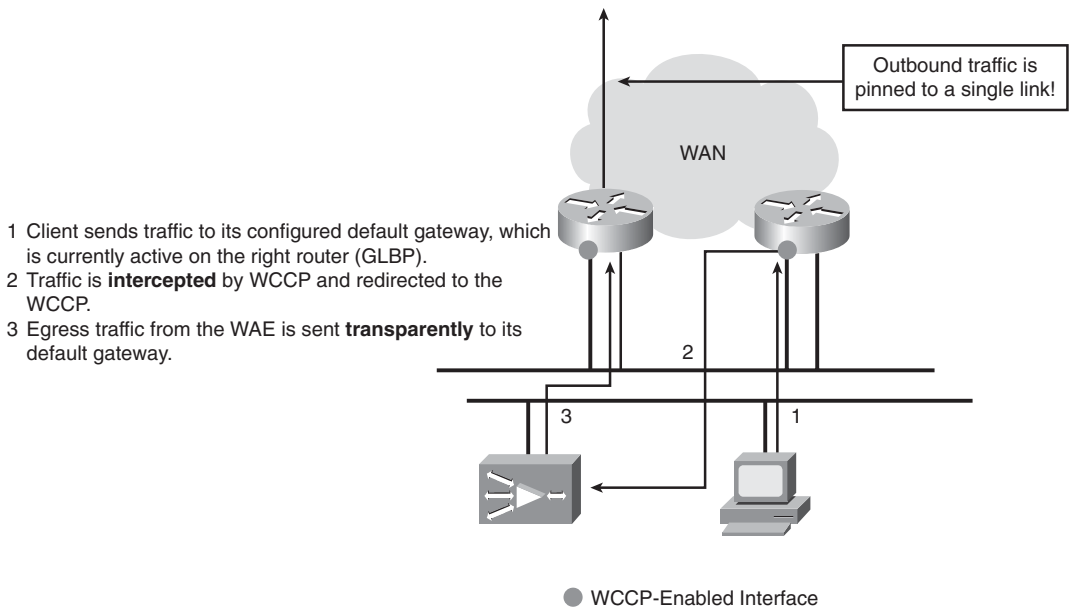 Outbound traffic is
pinned to a single link!
WAN
1 Client sends traffic to its configured default gateway, which
is currently active on the right router (GLBP).
2 Traffic is intercepted by WCCP and redirected to the
WCCP.
3 Egress traffic from the WAE is sent transparently to its
default gateway.
2
3
1
WCCP-Enabled Interface